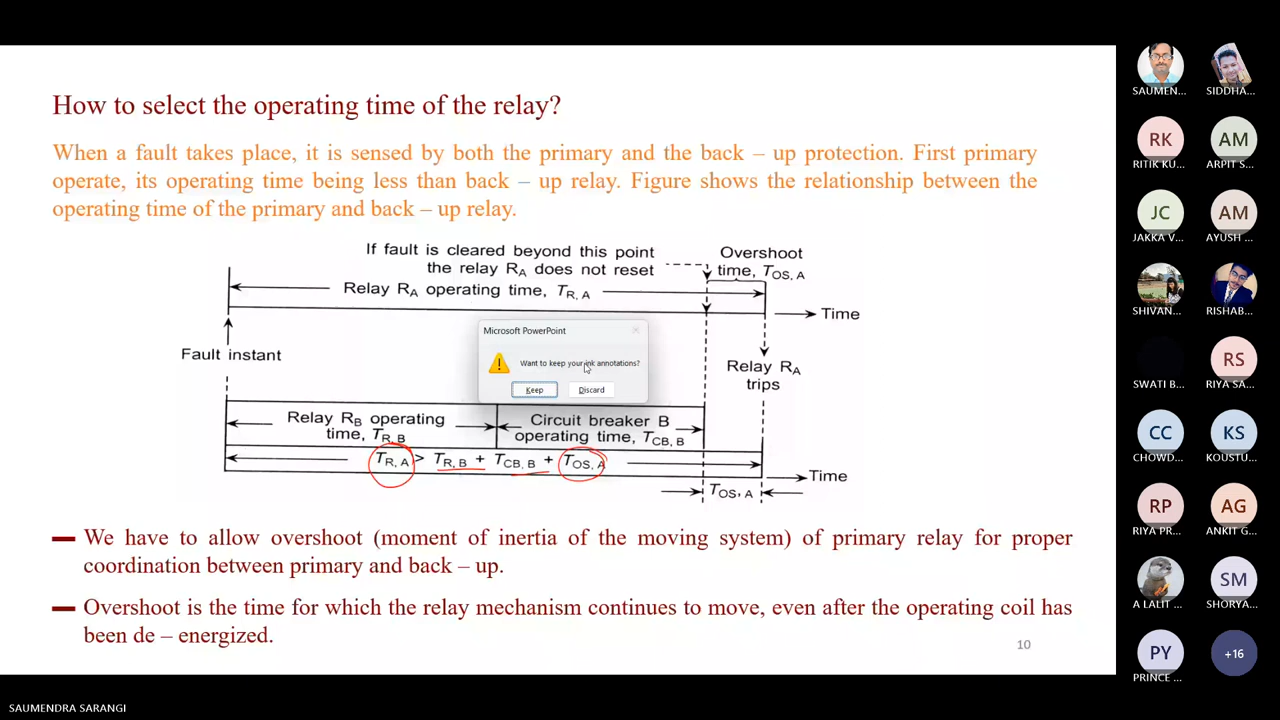 How to select the operating time of the relay?
When a fault takes place, it is sensed by both the primary and the back – up protection. First primary
operate, its operating time being less than back – up relay. Figure shows the relationship between the
operating time of the primary and back – up relay.
If fault is cleared beyond this point
the relay RA does not reset
Overshoot
time, TOS, A
Relay RA operating time, TR, A
Time
Fault instant
Relay RA
trips
Microsoft PowerPoint
Want to keep your ink annotations?
Keep
Discard
Relay RB operating
time, TR, B
Circuit breaker B
operating time, TCB, B
TR, A > TR, B + TCB, B + TOS, A
Time
TOS, A
We have to allow overshoot (moment of inertia of the moving system) of primary relay for proper
coordination between primary and back – up.
Overshoot is the time for which the relay mechanism continues to move, even after the operating coil has
been de – energized.
10
SAUMENDRA SARANGI
SAUMEN...
SIDDHA...
RK
AM
RITIK KU...
ARPIT S...
JC
AM
JAKKA V...
AYUSH ...
SHIVAN...
RISHAB...
RS
SWATI B...
RIYA SA...
CC
KS
CHOWD...
KOUSTU...
RP
AG
RIYA PR...
ANKIT G...
SM
A LALIT ...
SHORYA...
PY
+16
PRINCE ...